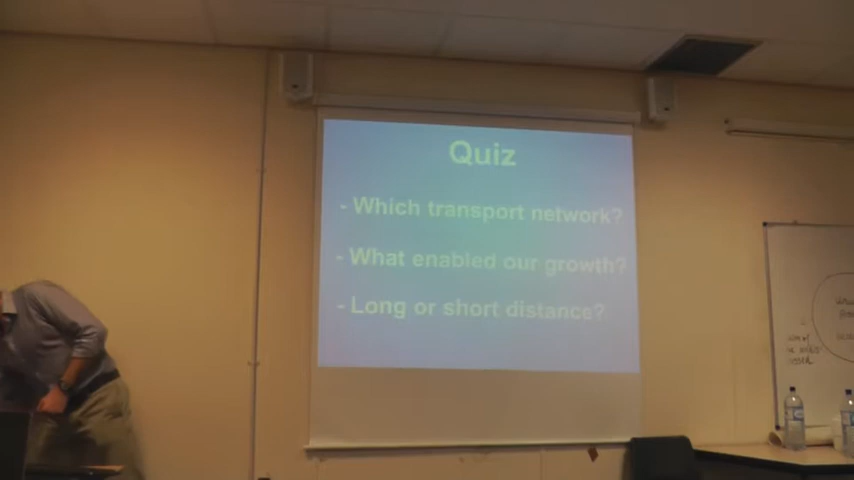 Quiz
- Which transport network?
- What enabled our growth?
- Long or short distance?